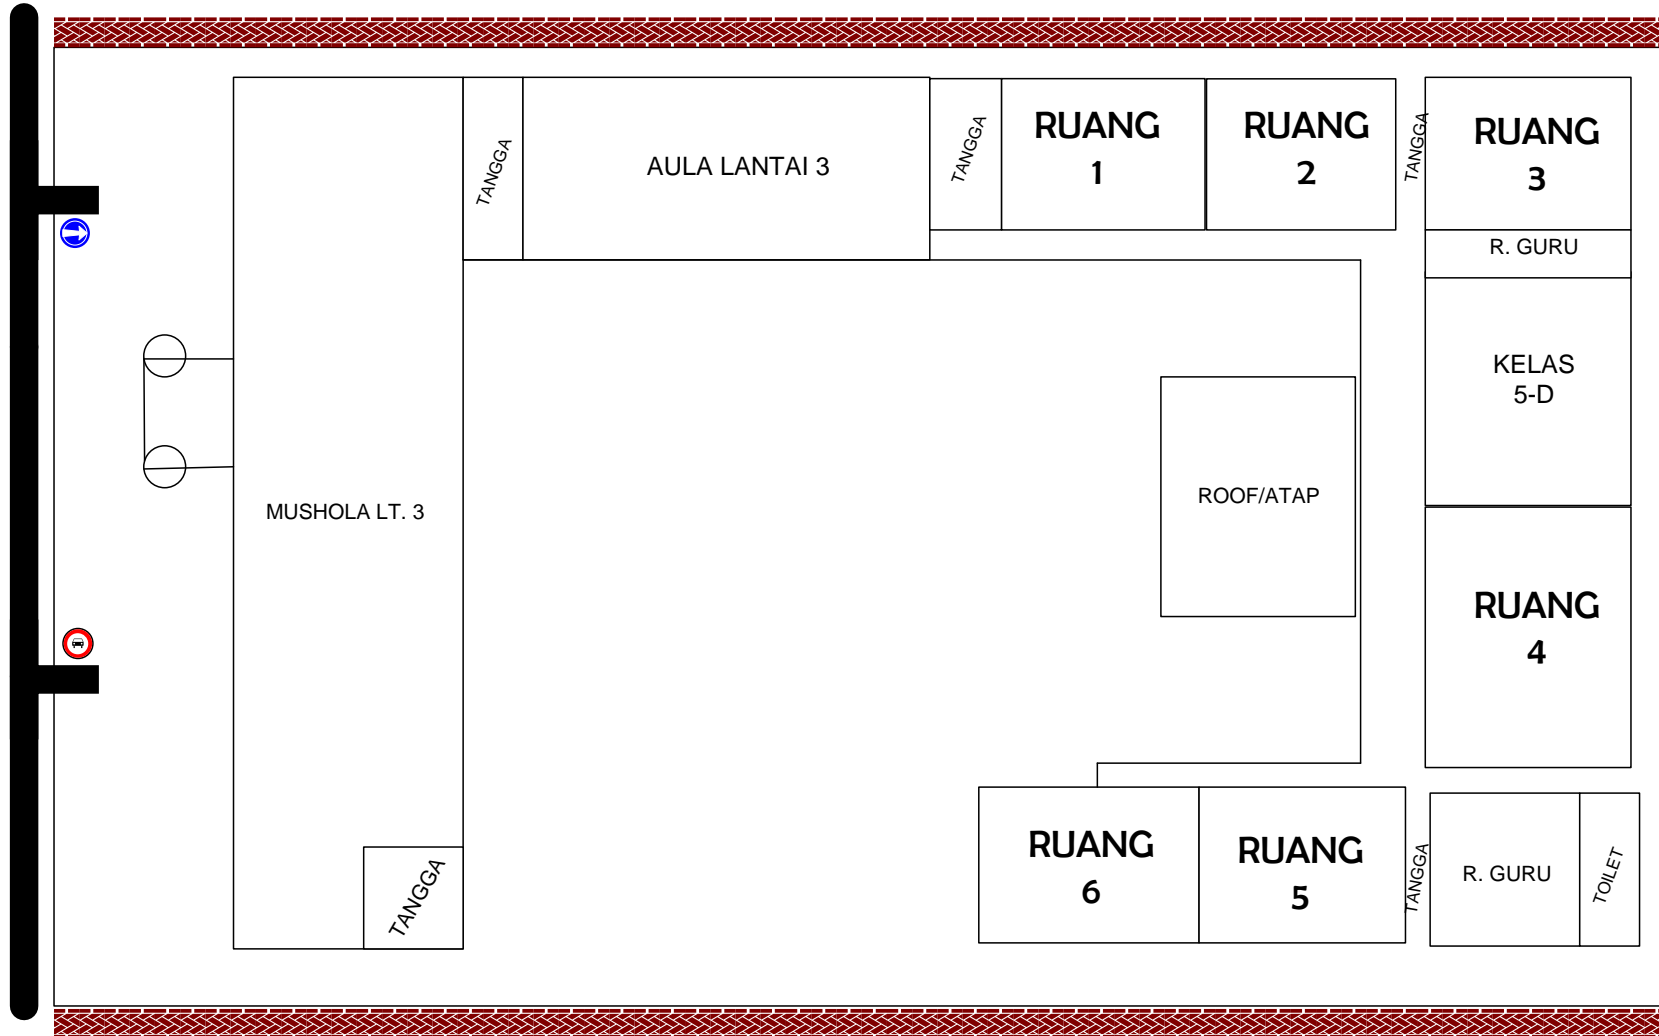 TANGGA
AULA LANTAI 3
TANGGA
RUANG
1
RUANG
2
TANGGA
RUANG
3
R. GURU
KELAS
5-D
ROOF/ATAP
MUSHOLA LT. 3
RUANG
4
TANGGA
RUANG
6
RUANG
5
TANGGA
R. GURU
TOILET